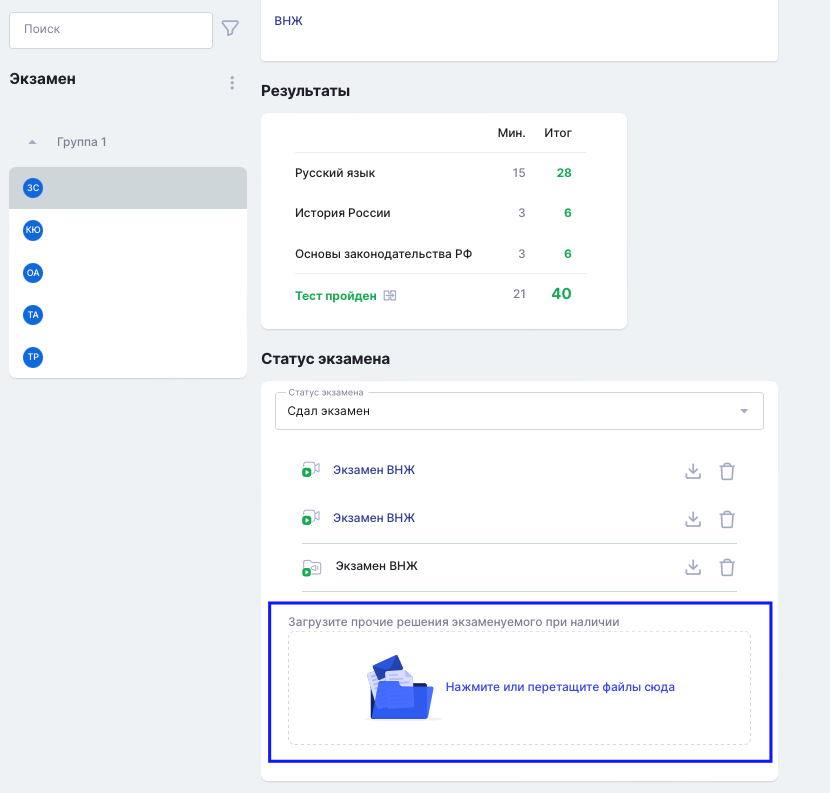 Поиск
Экзамен
Группа 1
ЗС
КЮ
ОА
ТА
ТР
ВНЖ
Результаты
Мин. Итог
Русский язык 15 28
История России 3 6
Основы законодательства РФ 3 6
Тест пройден 21 40
Статус экзамена
Статус экзамена
Сдал экзамен
Экзамен ВНЖ
Экзамен ВНЖ
Экзамен ВНЖ
Загрузите прочие решения экзаменуемого при наличии
Нажмите или перетащите файлы сюда